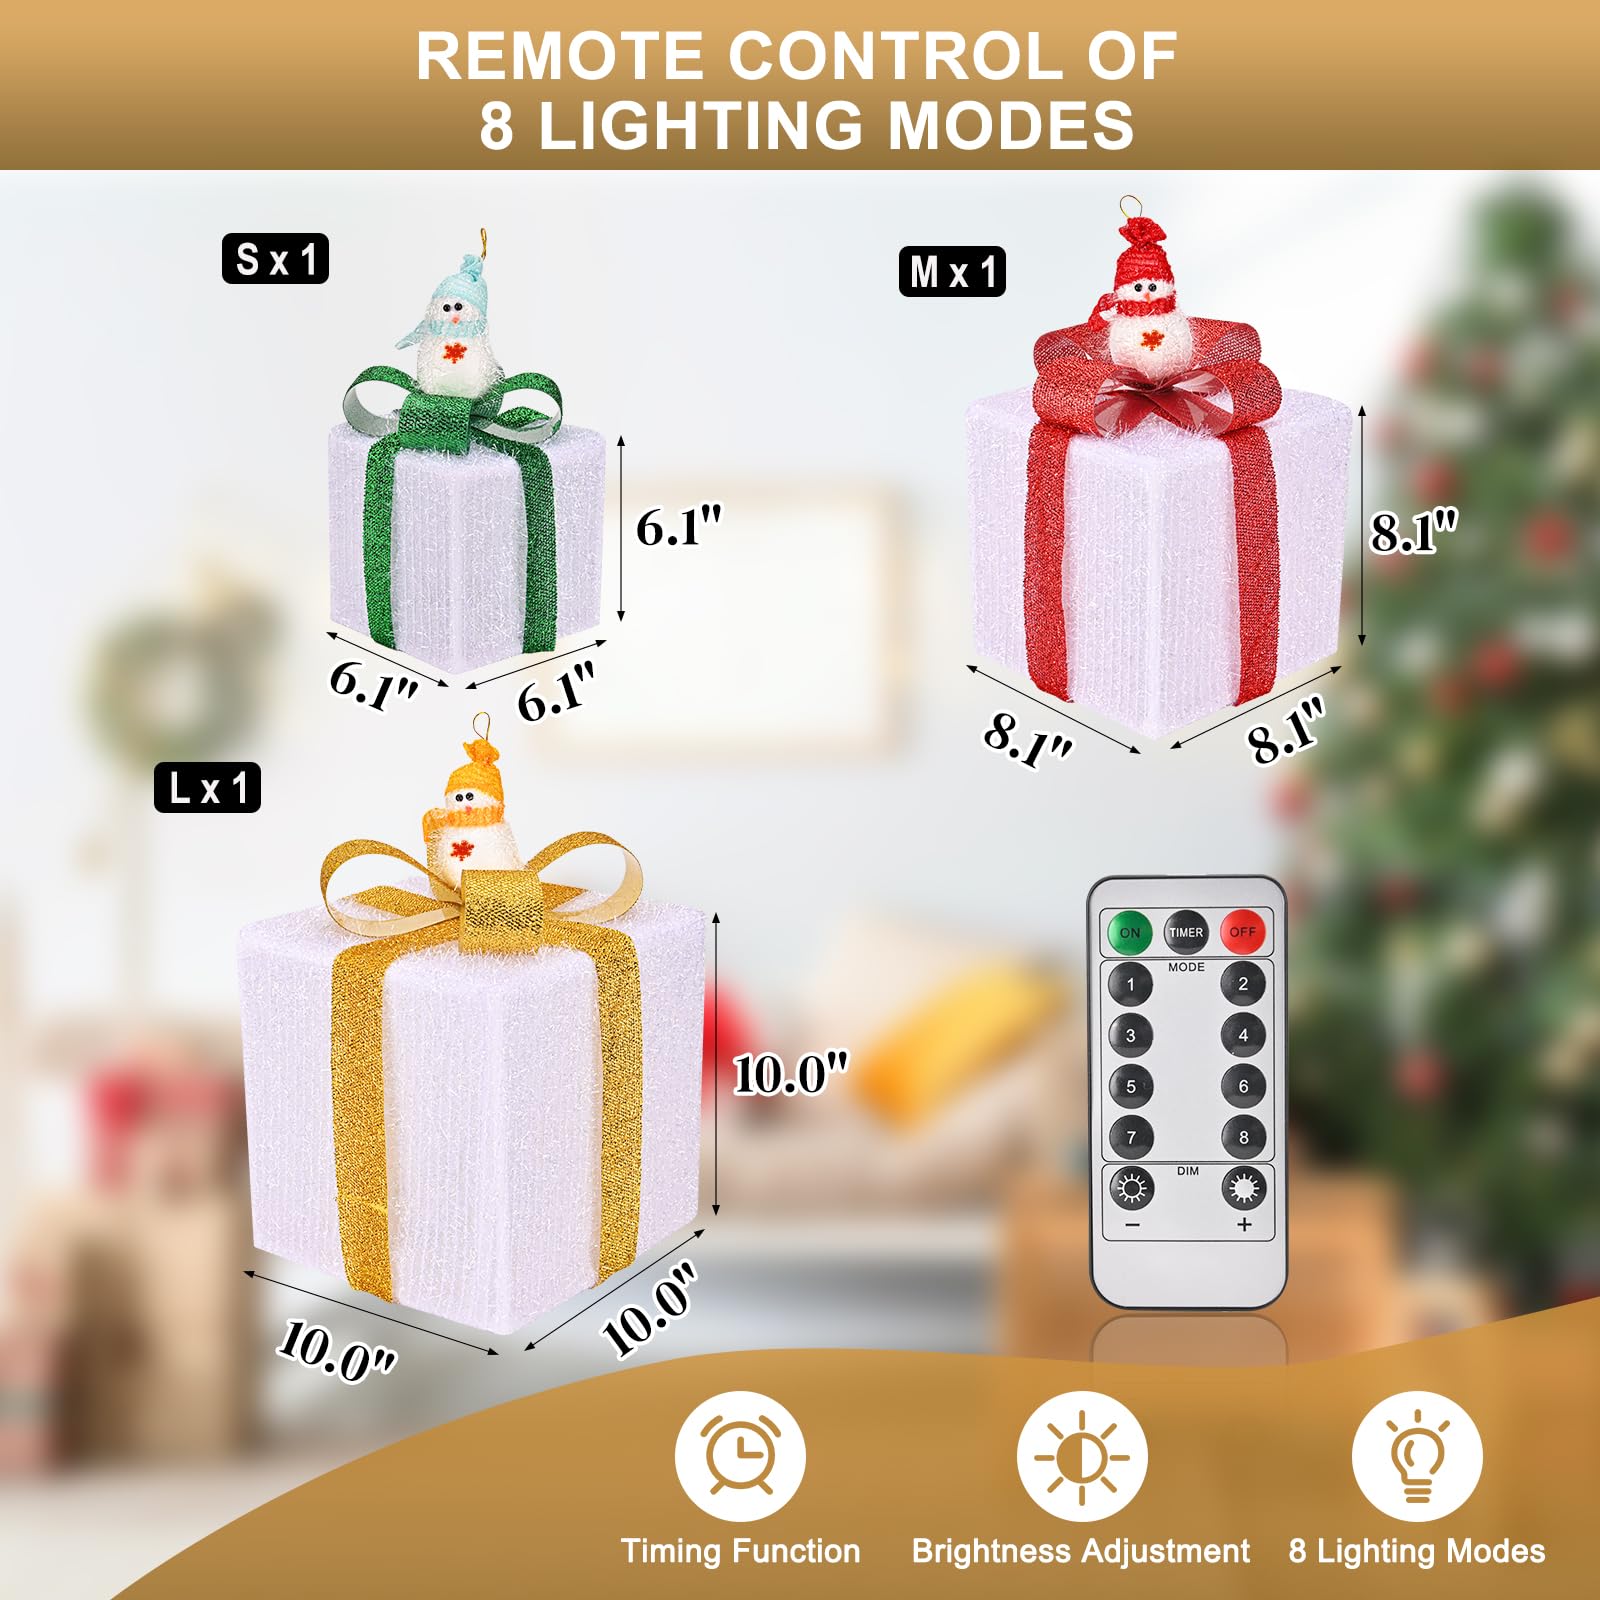 REMOTE CONTROL OF
8 LIGHTING MODES
S x 1
M x 1
6.1"
6.1"
6.1"
8.1"
8.1"
8.1"
L x 1
10.0"
10.0"
10.0"
ON TIMER OFF
MODE
1 2
3 4
5 6
7 8
DIM
− +
Timing Function
Brightness Adjustment
8 Lighting Modes